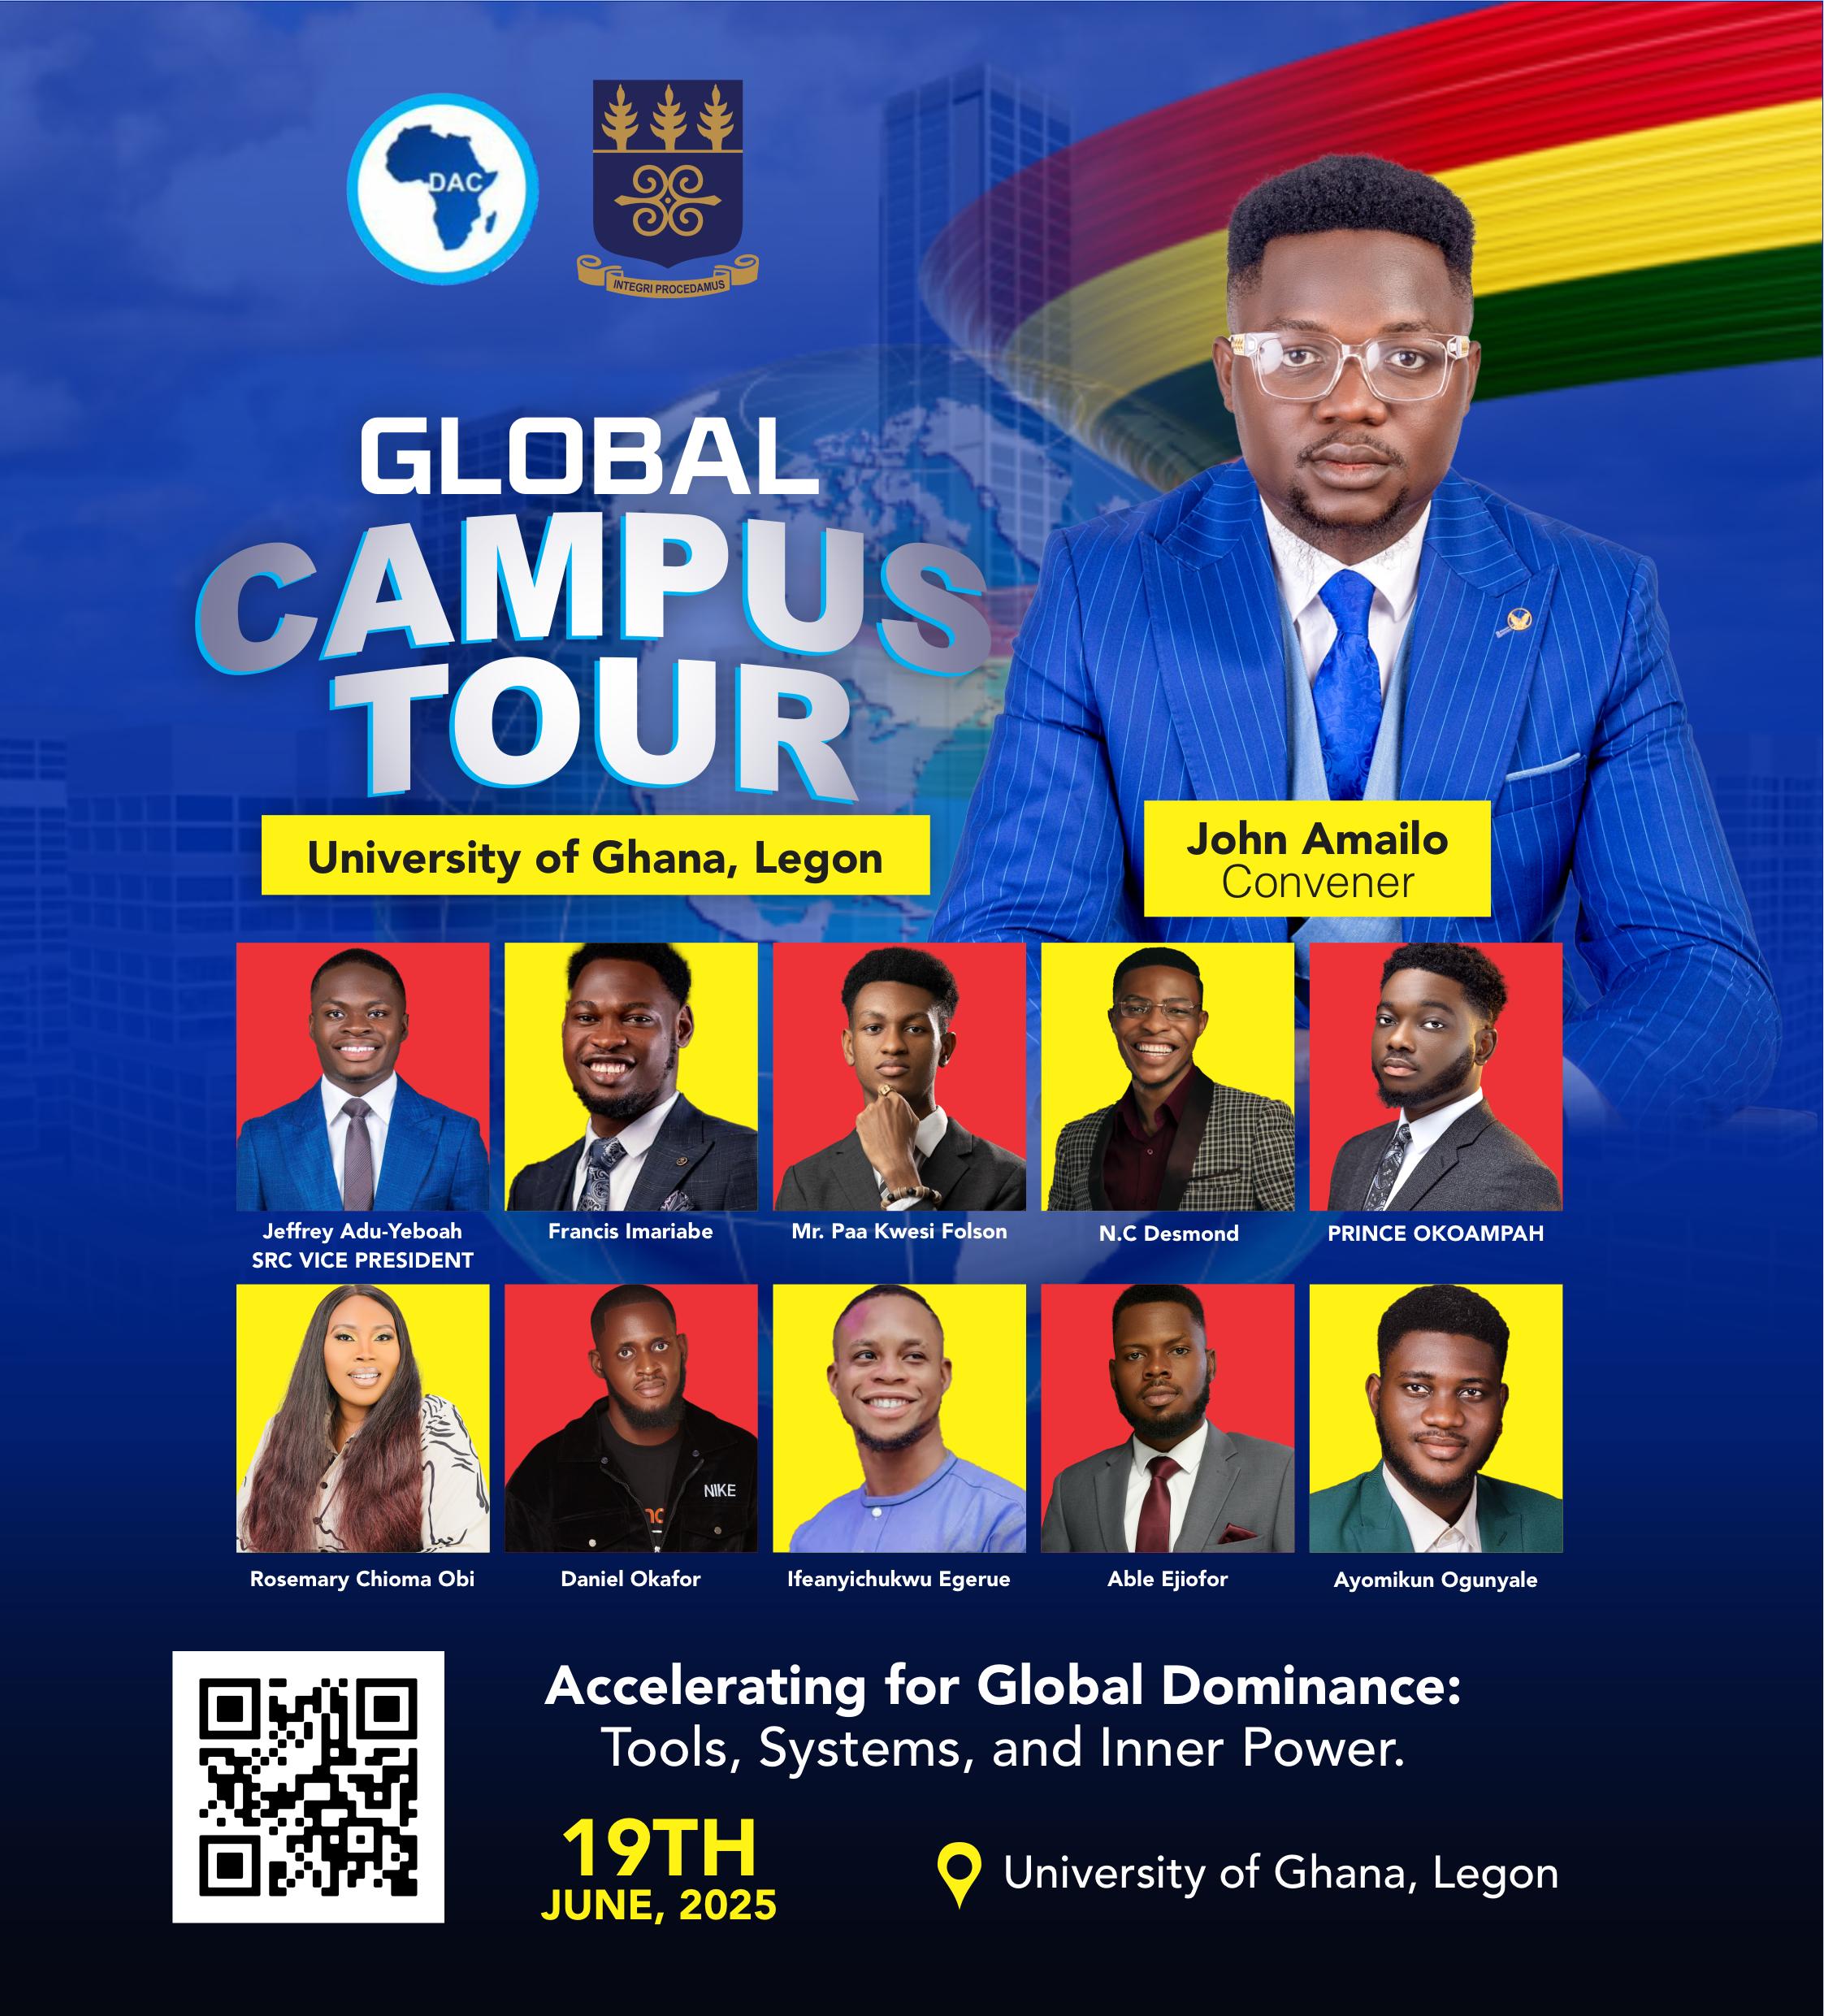 DAC
INTEGRI PROCEDAMUS
GLOBAL
CAMPUS
TOUR
University of Ghana, Legon
John Amailo
Convener
Jeffrey Adu-Yeboah
SRC VICE PRESIDENT
Francis Imariabe
Mr. Paa Kwesi Folson
N.C Desmond
PRINCE OKOAMPAH
NIKE
Rosemary Chioma Obi
Daniel Okafor
Ifeanyichukwu Egerue
Able Ejiofor
Ayomikun Ogunyale
Accelerating for Global Dominance:
Tools, Systems, and Inner Power.
19TH
JUNE, 2025
University of Ghana, Legon